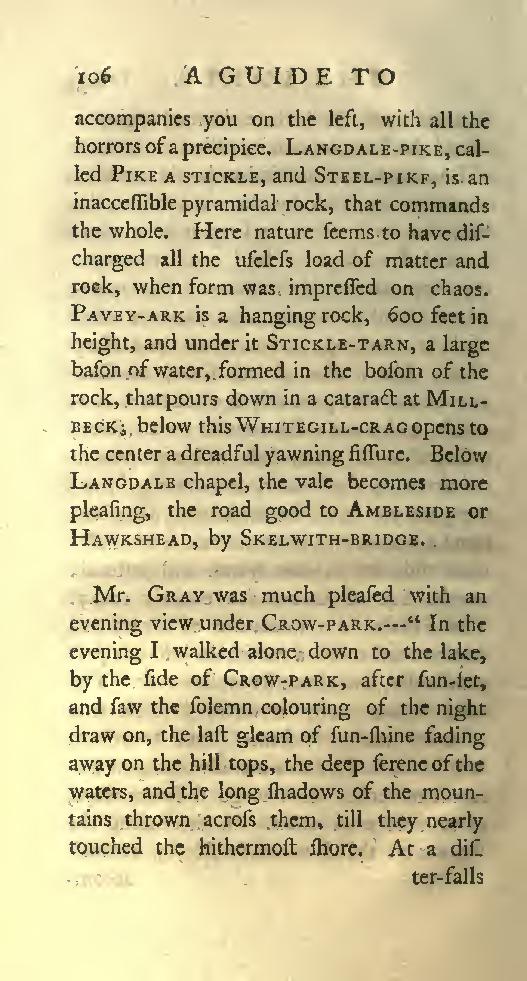 106 A GUIDE TO
accompanies you on the left, with all the
horrors of a precipice. LANGDALE-PIKE, cal-
led PIKE A STICKLE, and STEEL-PIKE, is an
inacceſſible pyramidal rock, that commands
the whole. Here nature ſeems to have diſ-
charged all the uſeleſs load of matter and
rock, when form was impreſſed on chaos.
PAVEY-ARK is a hanging rock, 600 feet in
height, and under it STICKLE-TARN, a large
baſon of water, formed in the boſom of the
rock, that pours down in a cataract at MILL-
BECK; below this WHITEGILL-CRAG opens to
the center a dreadful yawning fiſſure. Below
LANGDALE chapel, the vale becomes more
pleaſing, the road good to AMBLESIDE or
HAWKSHEAD, by SKELWITH-BRIDGE.
Mr. GRAY was much pleaſed with an
evening view under CROW-PARK.---“ In the
evening I walked alone down to the lake,
by the ſide of CROW-PARK, after ſun-ſet,
and ſaw the ſolemn colouring of the night
draw on, the laſt gleam of ſun-ſhine fading
away on the hill tops, the deep ſerene of the
waters, and the long ſhadows of the moun-
tains thrown acroſs them, till they nearly
touched the hithermoſt ſhore. At a diſ-
ter-falls